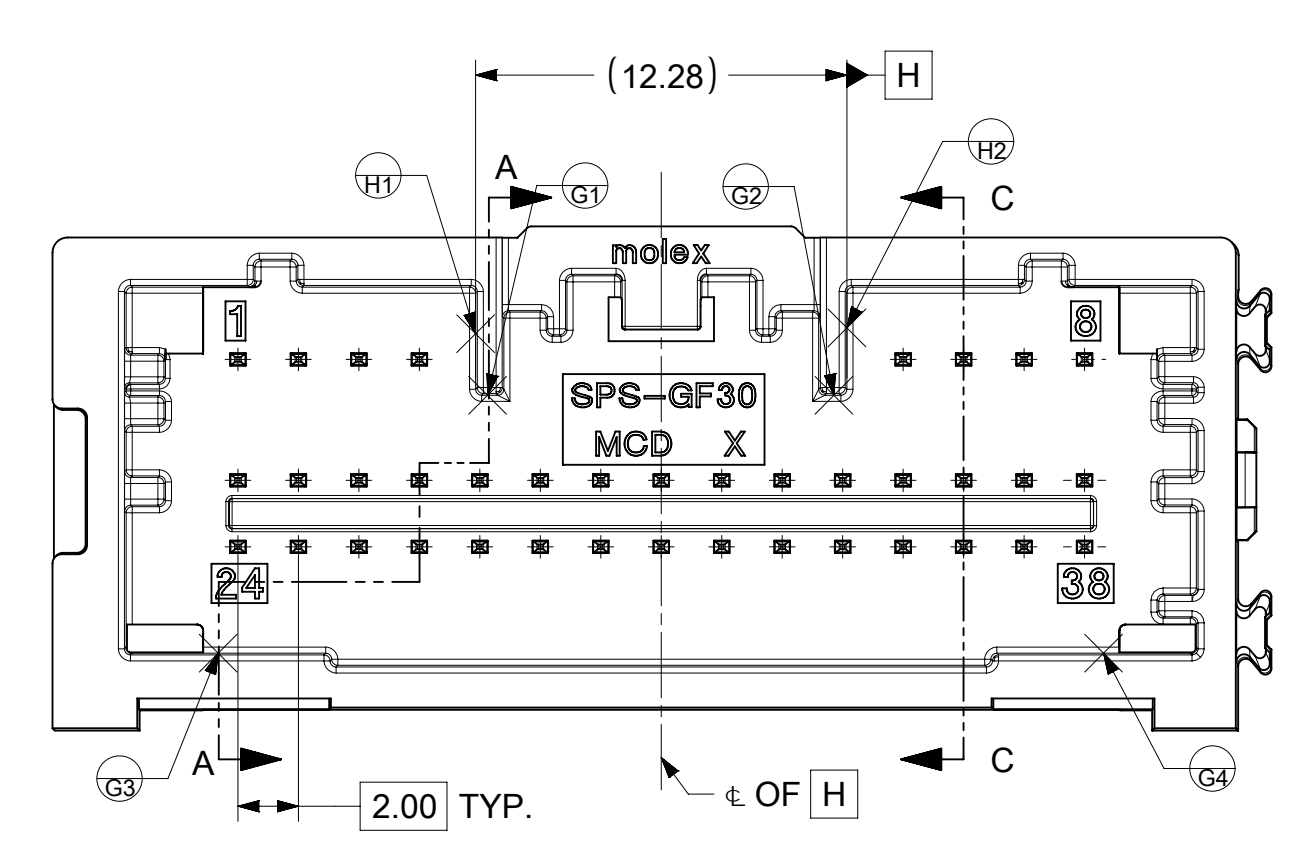 (12.28) H
H2
A
H1 G1 G2 C
molex
1 8
SPS-GF30
MCD X
24 38
A C
G3 G4
2.00 TYP. ℄ OF H